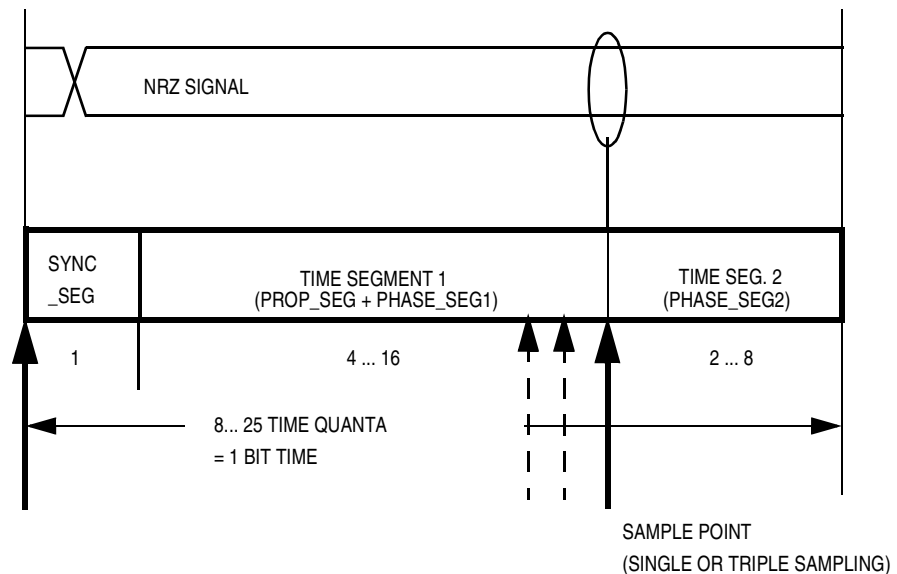 NRZ SIGNAL
SYNC
_SEG
TIME SEGMENT 1
(PROP_SEG + PHASE_SEG1)
TIME SEG. 2
(PHASE_SEG2)
1
4 ... 16
2 ... 8
8... 25 TIME QUANTA
= 1 BIT TIME
SAMPLE POINT
(SINGLE OR TRIPLE SAMPLING)